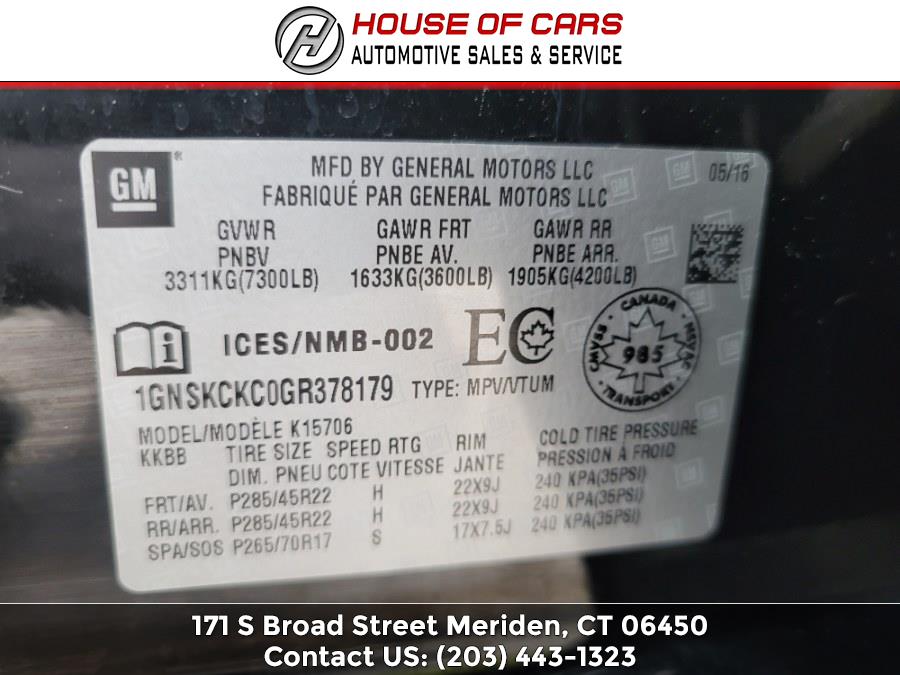 HOUSE OF CARS
AUTOMOTIVE SALES & SERVICE
GM
MFD BY GENERAL MOTORS LLC 05/16
FABRIQUÉ PAR GENERAL MOTORS LLC
GVWR GAWR FRT GAWR RR
PNBV PNBE AV. PNBE ARR.
3311KG(7300LB) 1633KG(3600LB) 1905KG(4200LB)
ICES/NMB-002 EC
CANADA
CMVSS 985 NSVAC
TRANSPORT
1GNSKCKC0GR378179 TYPE: MPV/VTUM
MODEL/MODÈLE K15706
KKBB TIRE SIZE SPEED RTG RIM COLD TIRE PRESSURE
DIM. PNEU COTE VITESSE JANTE PRESSION À FROID
FRT/AV. P285/45R22 H 22X9J 240 KPA(35PSI)
RR/ARR. P285/45R22 H 22X9J 240 KPA(35PSI)
SPA/SOS P265/70R17 S 17X7.5J 240 KPA(35PSI)
171 S Broad Street Meriden, CT 06450
Contact US: (203) 443-1323